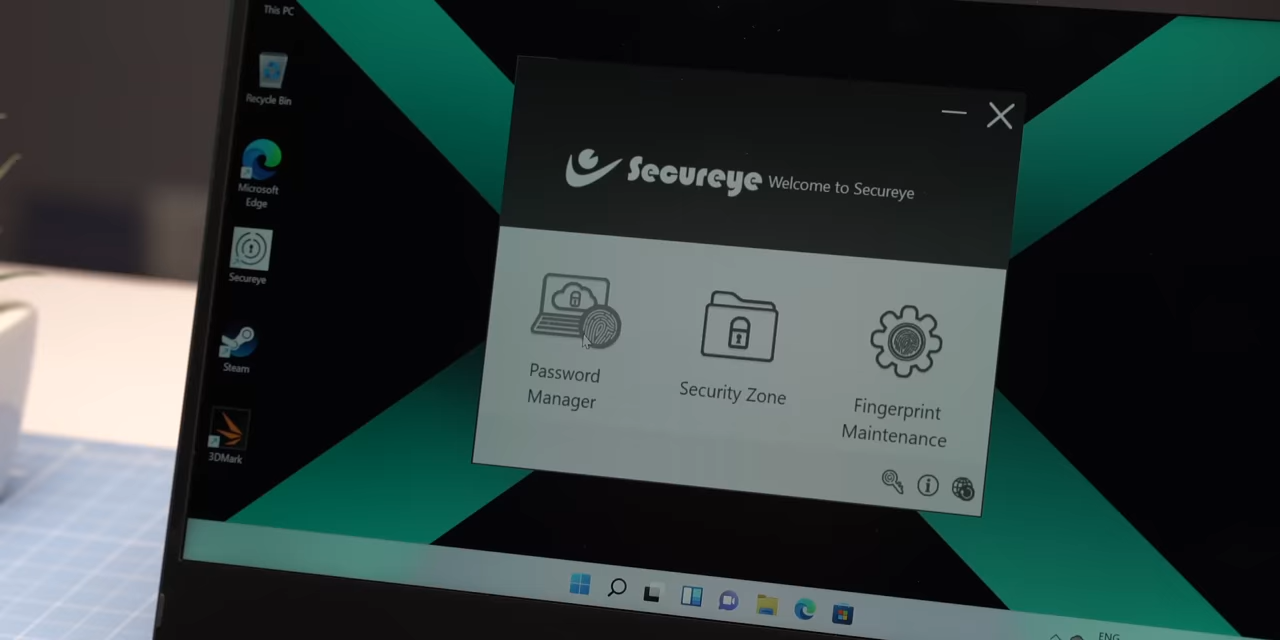 This PC
Recycle Bin
Microsoft
Edge
Secureye
Steam
3DMark
Secureye Welcome to Secureye
Password
Manager
Security Zone
Fingerprint
Maintenance
ENG